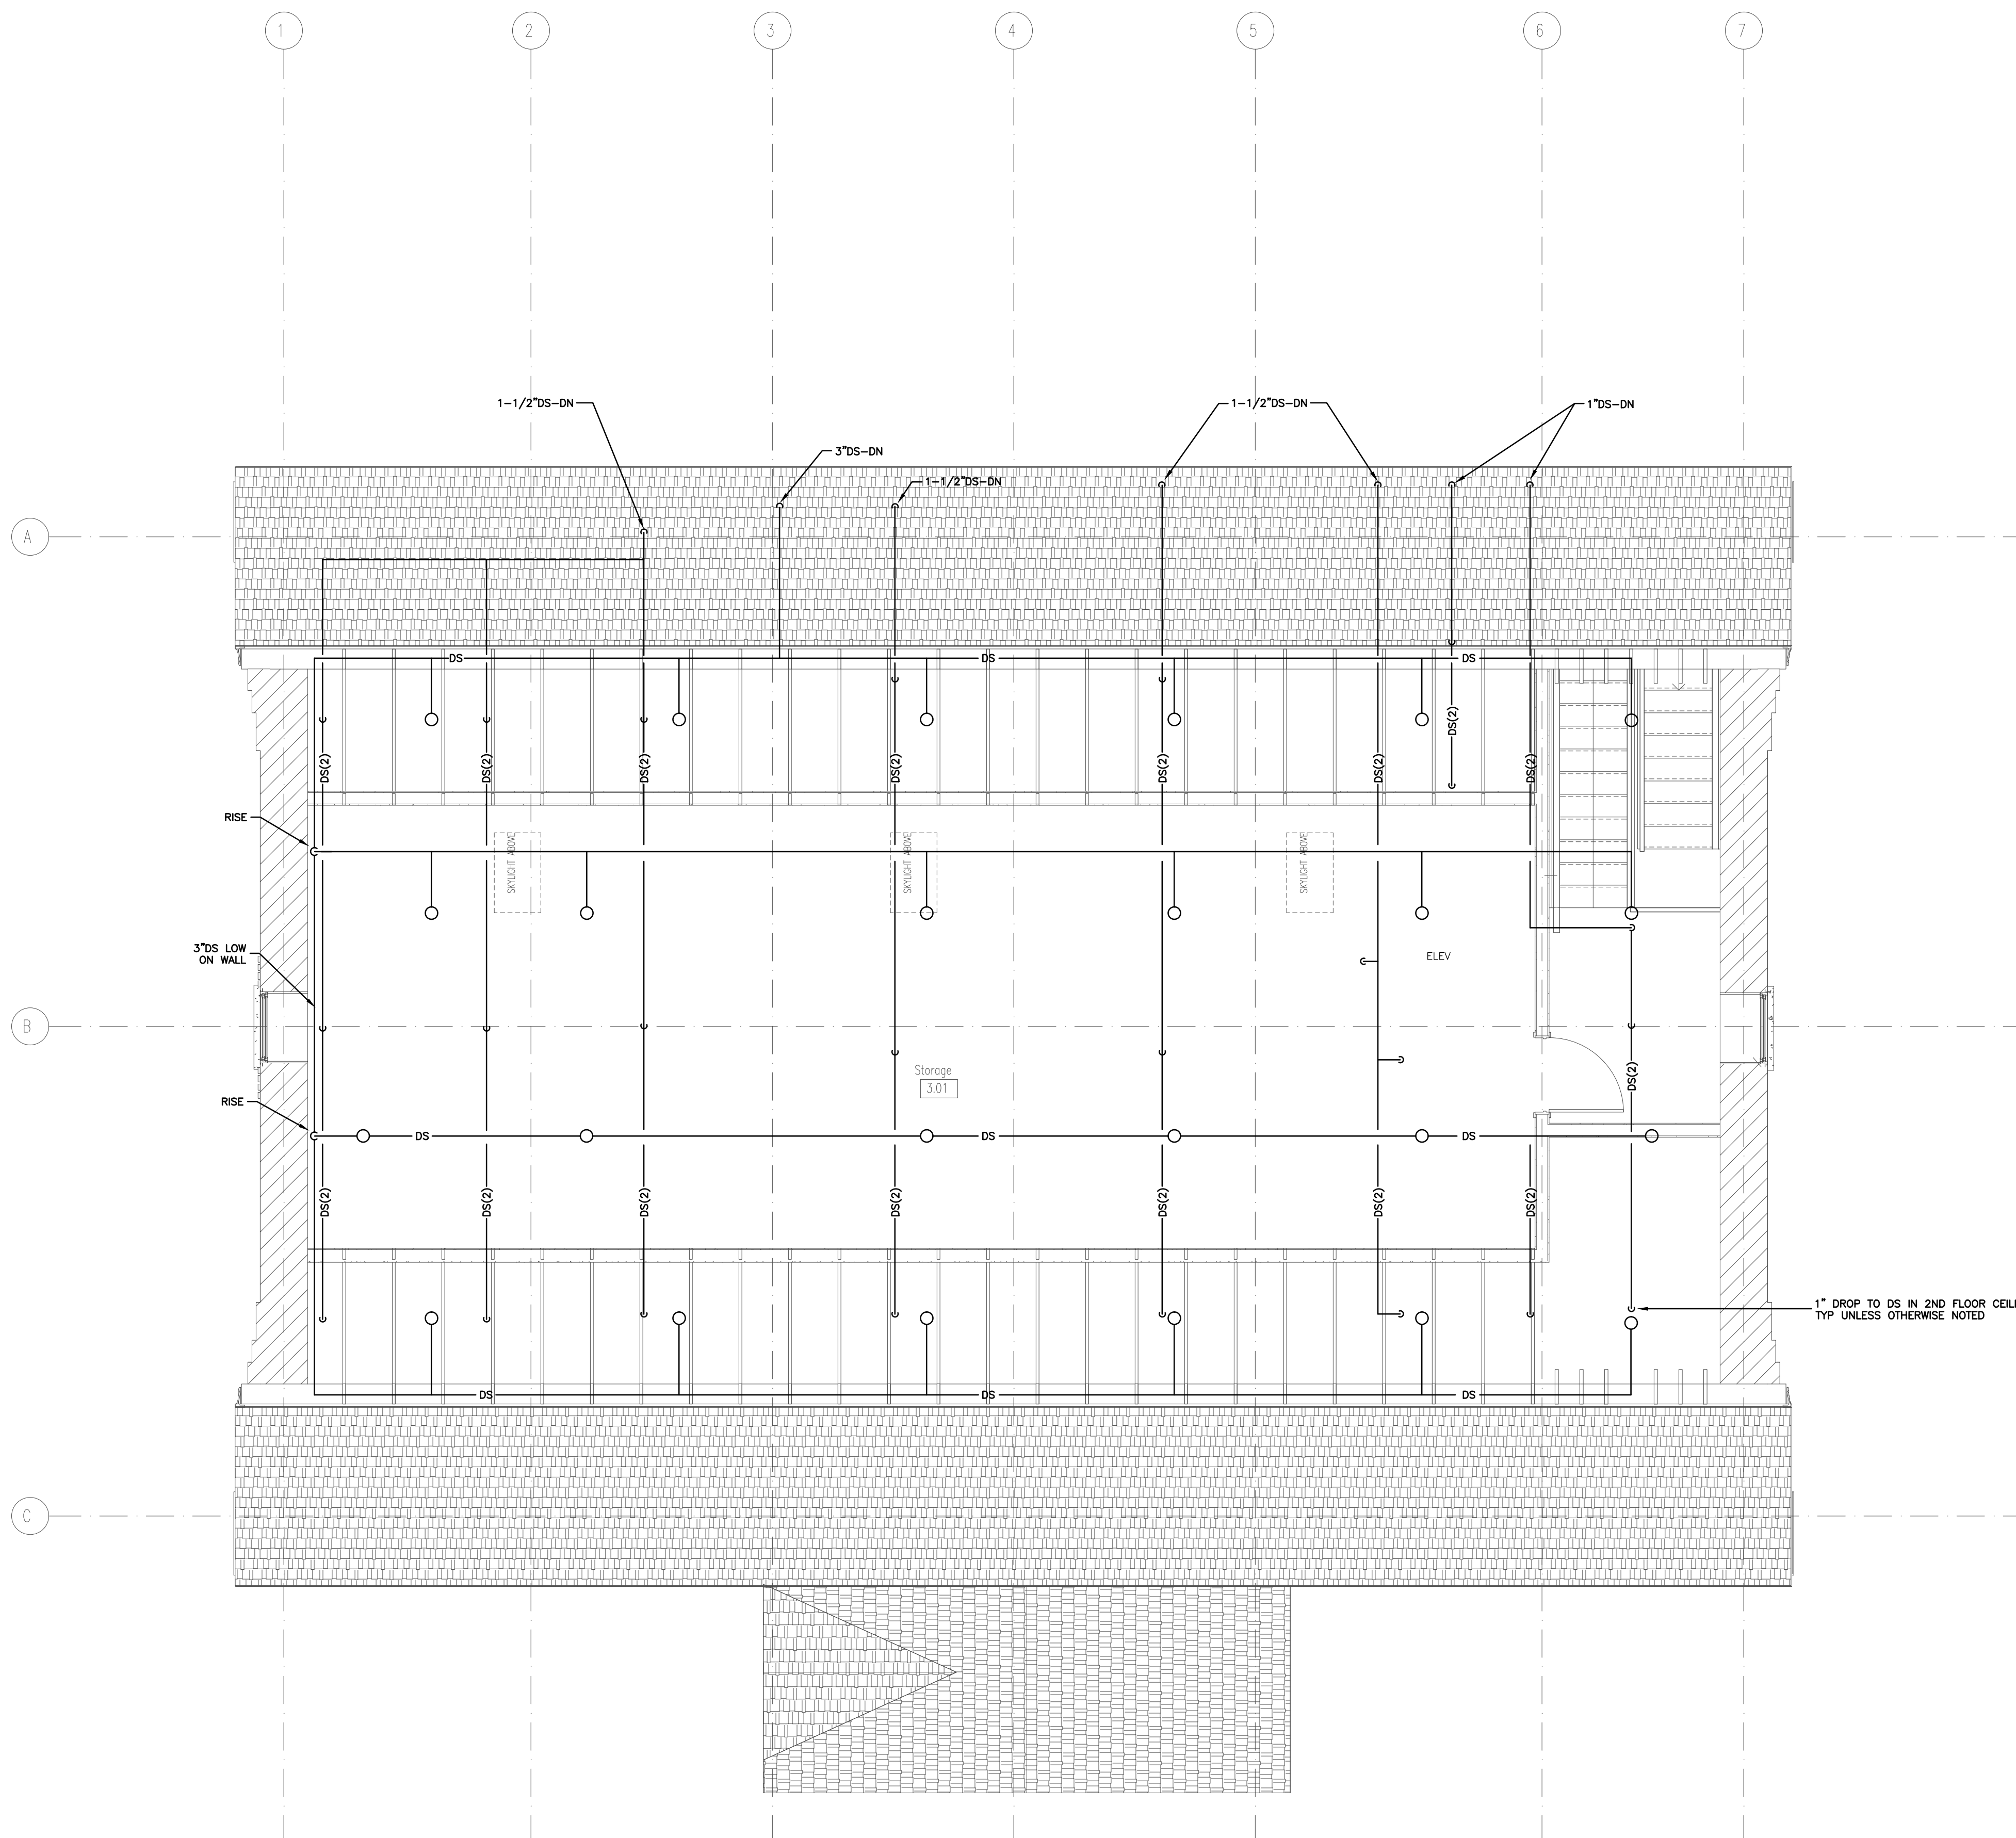 1
2
3
4
5
6
7
1-1/2"DS-DN
1-1/2"DS-DN
1"DS-DN
3"DS-DN
1-1/2"DS-DN
A
DS
DS
DS
DS(2)
DS(2)
DS(2)
DS(2)
DS(2)
DS(2)
DS(2)
DS(2)
RISE
SKYLIGHT ABOVE
SKYLIGHT ABOVE
SKYLIGHT ABOVE
3"DS LOW
ON WALL
ELEV
B
Storage
3.01
DS(2)
RISE
DS
DS
DS
DS(2)
DS(2)
DS(2)
DS(2)
DS(2)
DS(2)
DS(2)
1" DROP TO DS IN 2ND FLOOR CEIL
TYP UNLESS OTHERWISE NOTED
DS
DS
DS
C